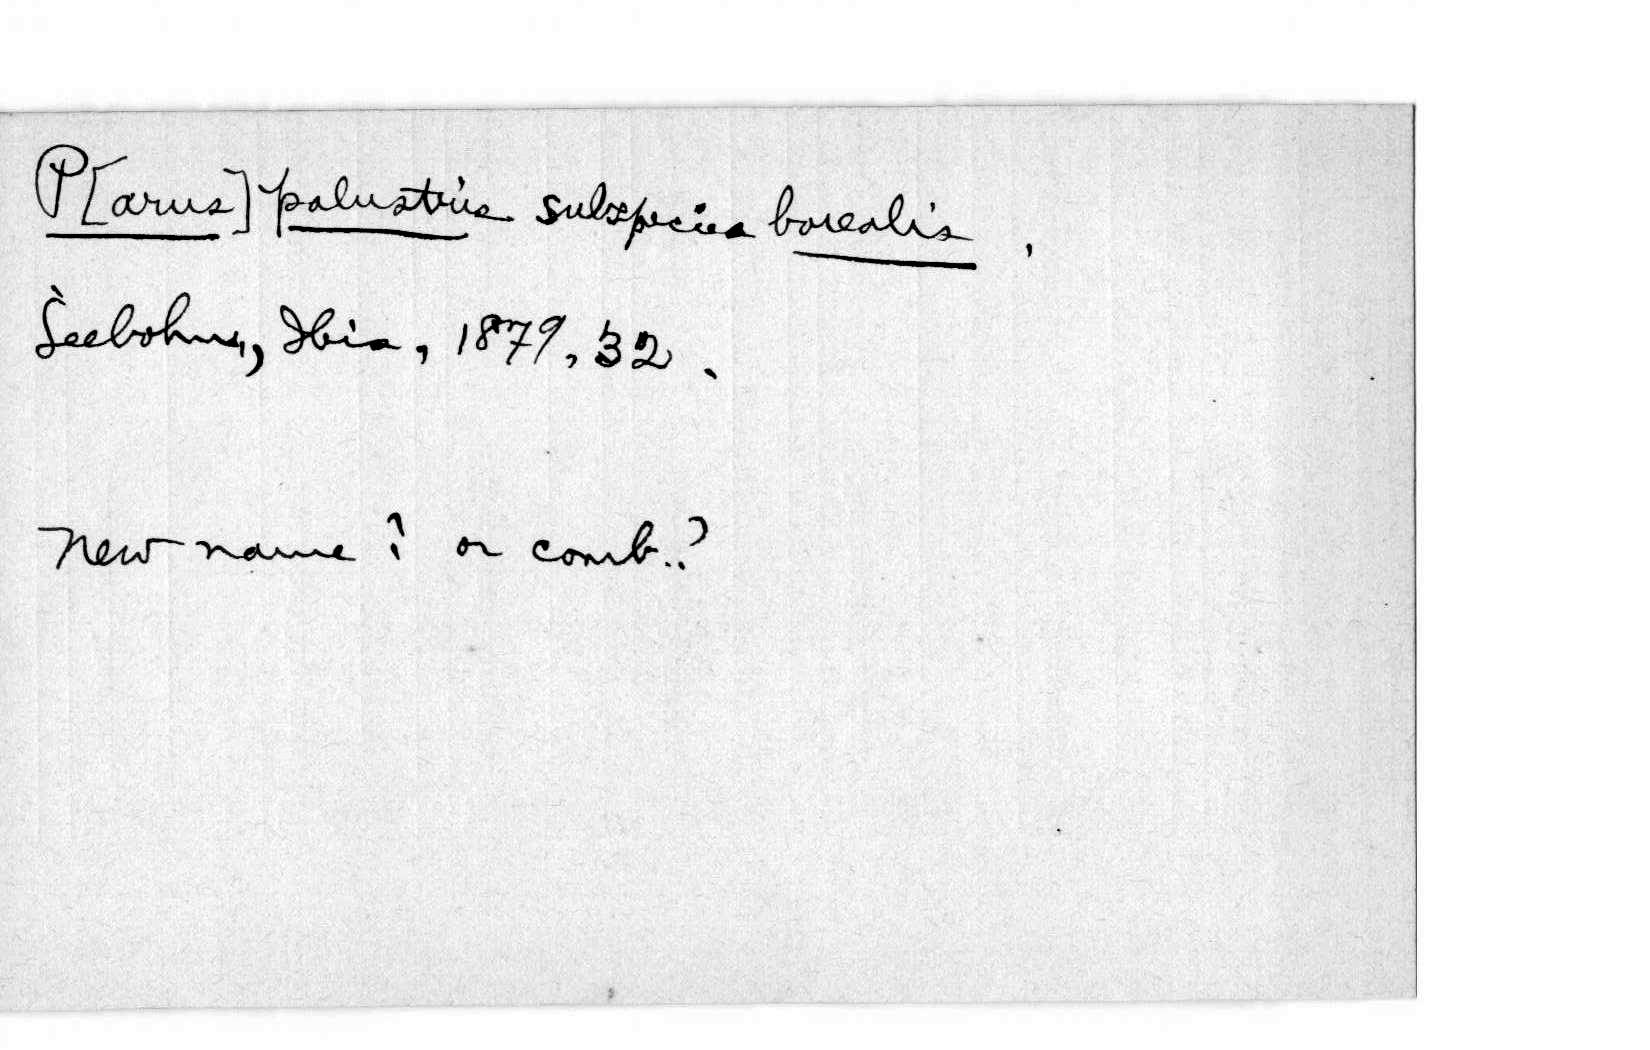 P[arus] palustris subspecies borealis,
Seebohm, Ibis, 1879, 32.
New name? or comb.?